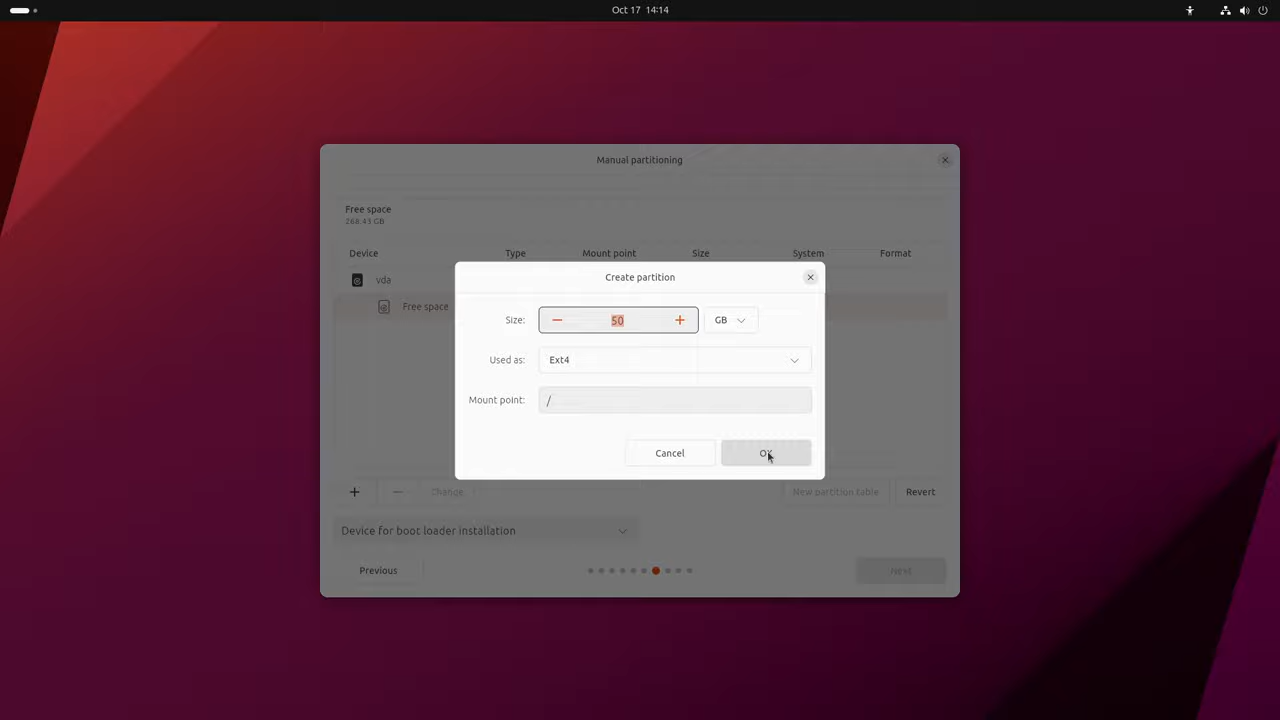 Oct 17 14:14
Manual partitioning
Free space
268.43 GB
Device Type Mount point Size System Format
vda
Free space
Create partition
Size: 50 GB
Used as: Ext4
Mount point: /
Cancel OK
Change New partition table Revert
Device for boot loader installation
Previous Next